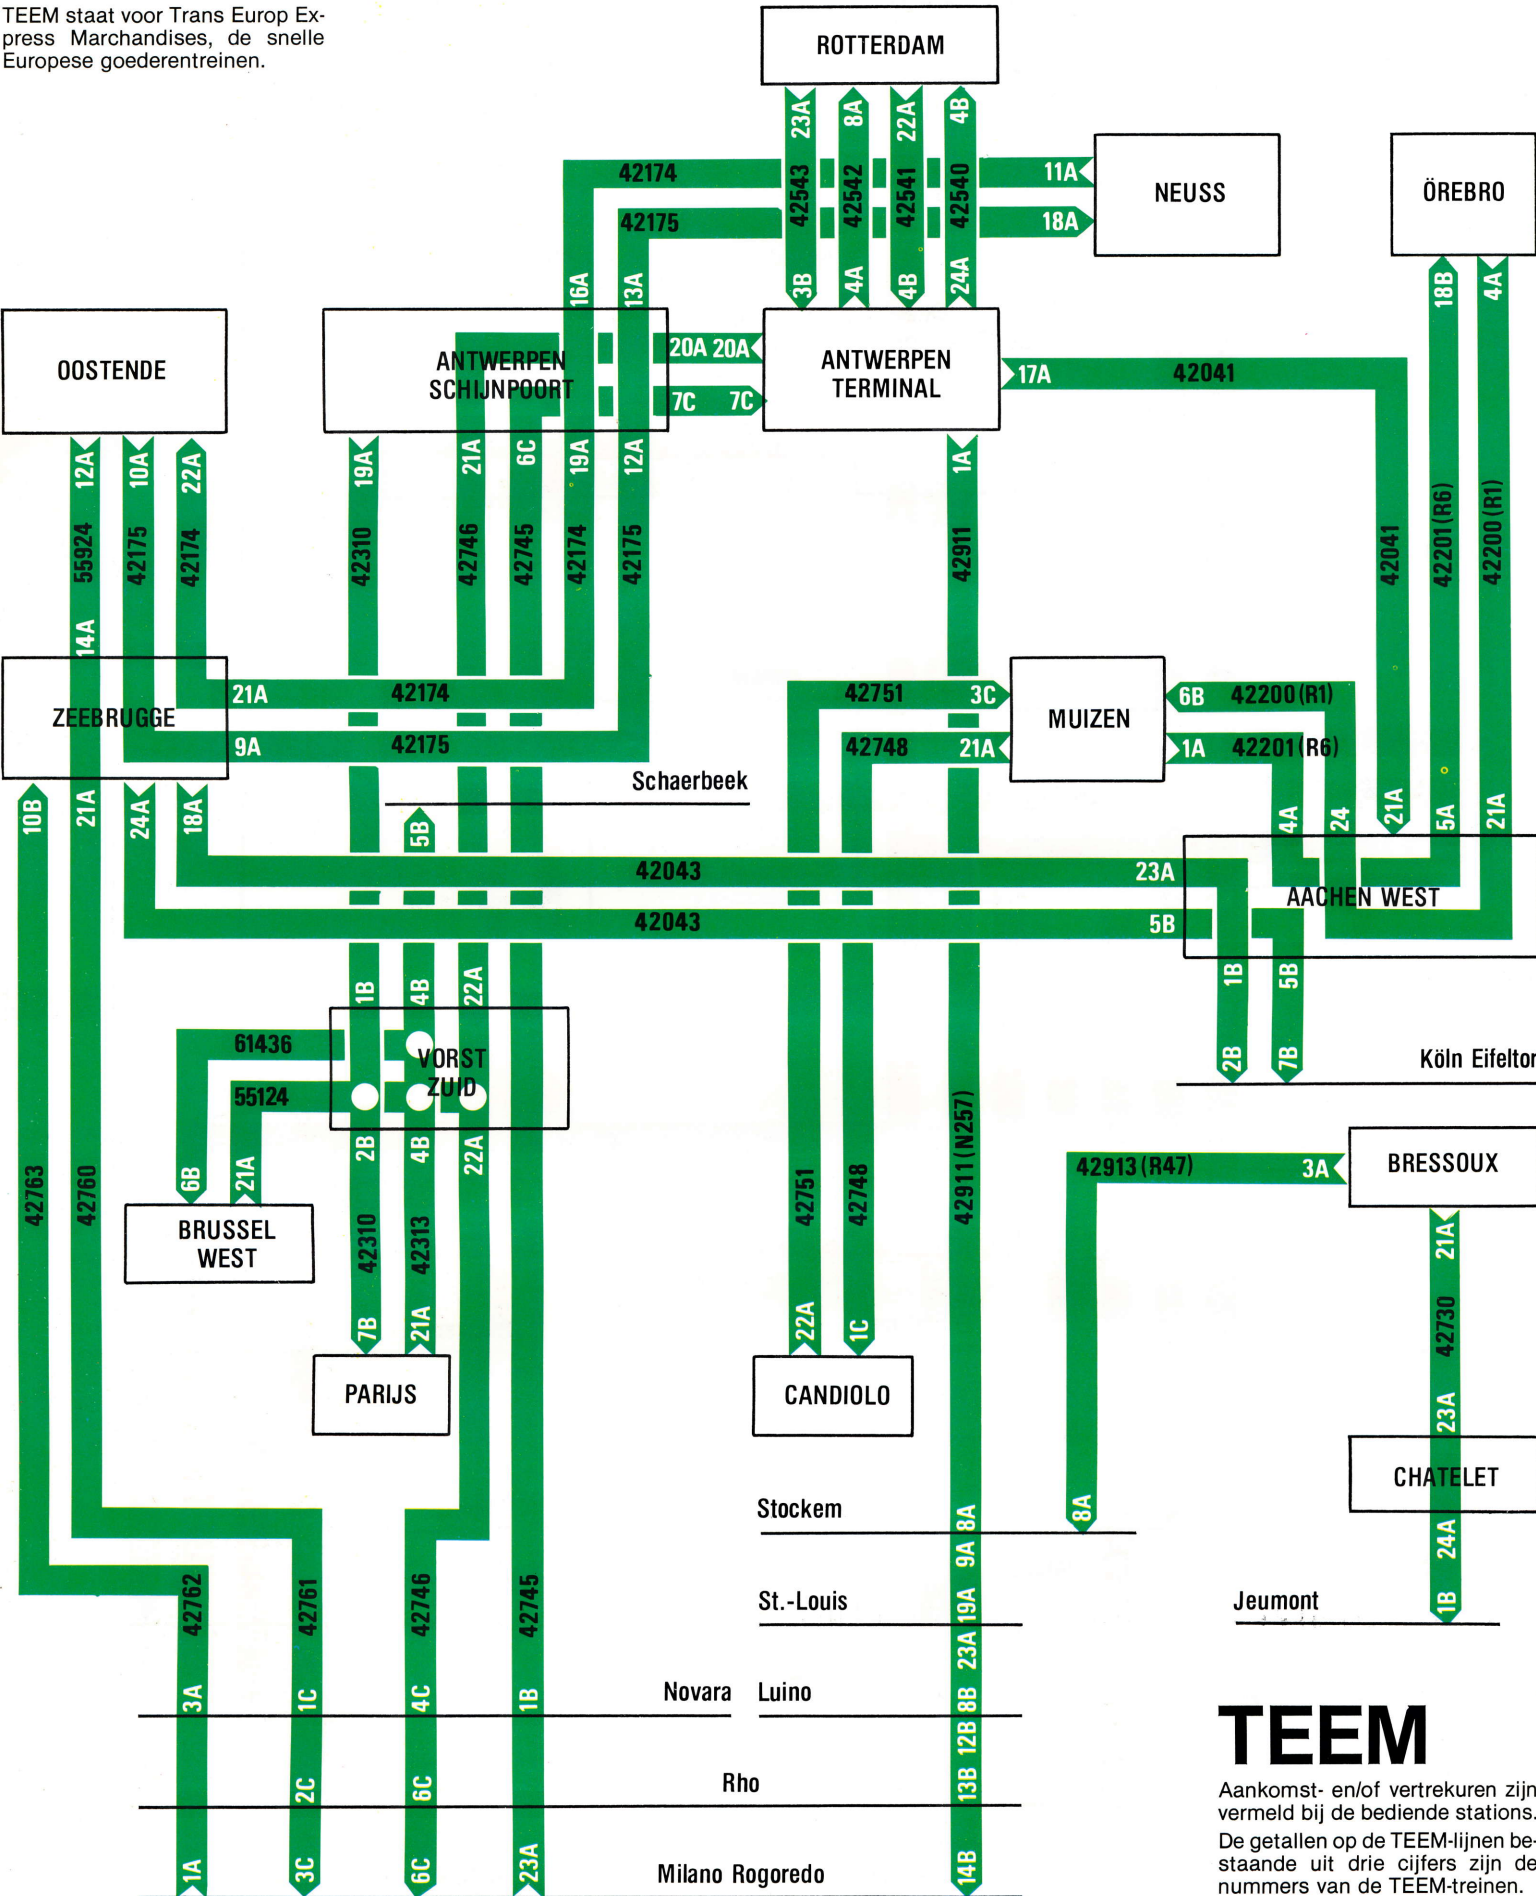 TEEM staat voor Trans Europ Ex-
press Marchandises, de snelle
Europese goederentreinen.
ROTTERDAM
23A 8A 22A 4B
42543 42542 42541 42540
3B 4A 4B 24A
42174 11A
42175 18A
NEUSS
ÖREBRO
18B 4A
16A 13A
OOSTENDE
ANTWERPEN
SCHIJNPOORT
20A 20A
7C 7C
ANTWERPEN
TERMINAL
17A 42041
12A 10A 22A
19A 21A 6C 19A 12A
1A
55924 42175 42174
42310 42746 42745 42174 42175
42911
42041 42201(R6) 42200(R1)
14A
ZEEBRUGGE
21A 42174
9A 42175
42751 3C
42748 21A
MUIZEN
6B 42200(R1)
1A 42201(R6)
Schaerbeek
10B 21A 24A 18A
5B
4A 24 21A 5A 21A
42043 23A
42043 5B
AACHEN WEST
1B 4B 22A
1B 5B
61436
55124
VORST
ZUID
2B 7B
Köln Eifeltor
6B 21A
2B 4B 22A
BRUSSEL
WEST
42763 42760
42310 42313
7B 21A
PARIJS
42751 42748
22A 1C
CANDIOLO
42911(N257)
42913(R47) 3A
BRESSOUX
21A
42730
23A
CHATELET
24A
1B
Jeumont
Stockem
8A 8A
9A
St.-Louis
19A
23A
42762 42761 42746 42745
3A 1C 4C 1B
Novara Luino
8B
12B
2C 6C
Rho
13B
1A 3C 6C 23A
Milano Rogoredo
14B
TEEM
Aankomst- en/of vertrekuren zijn
vermeld bij de bediende stations.
De getallen op de TEEM-lijnen be-
staande uit drie cijfers zijn de
nummers van de TEEM-treinen.